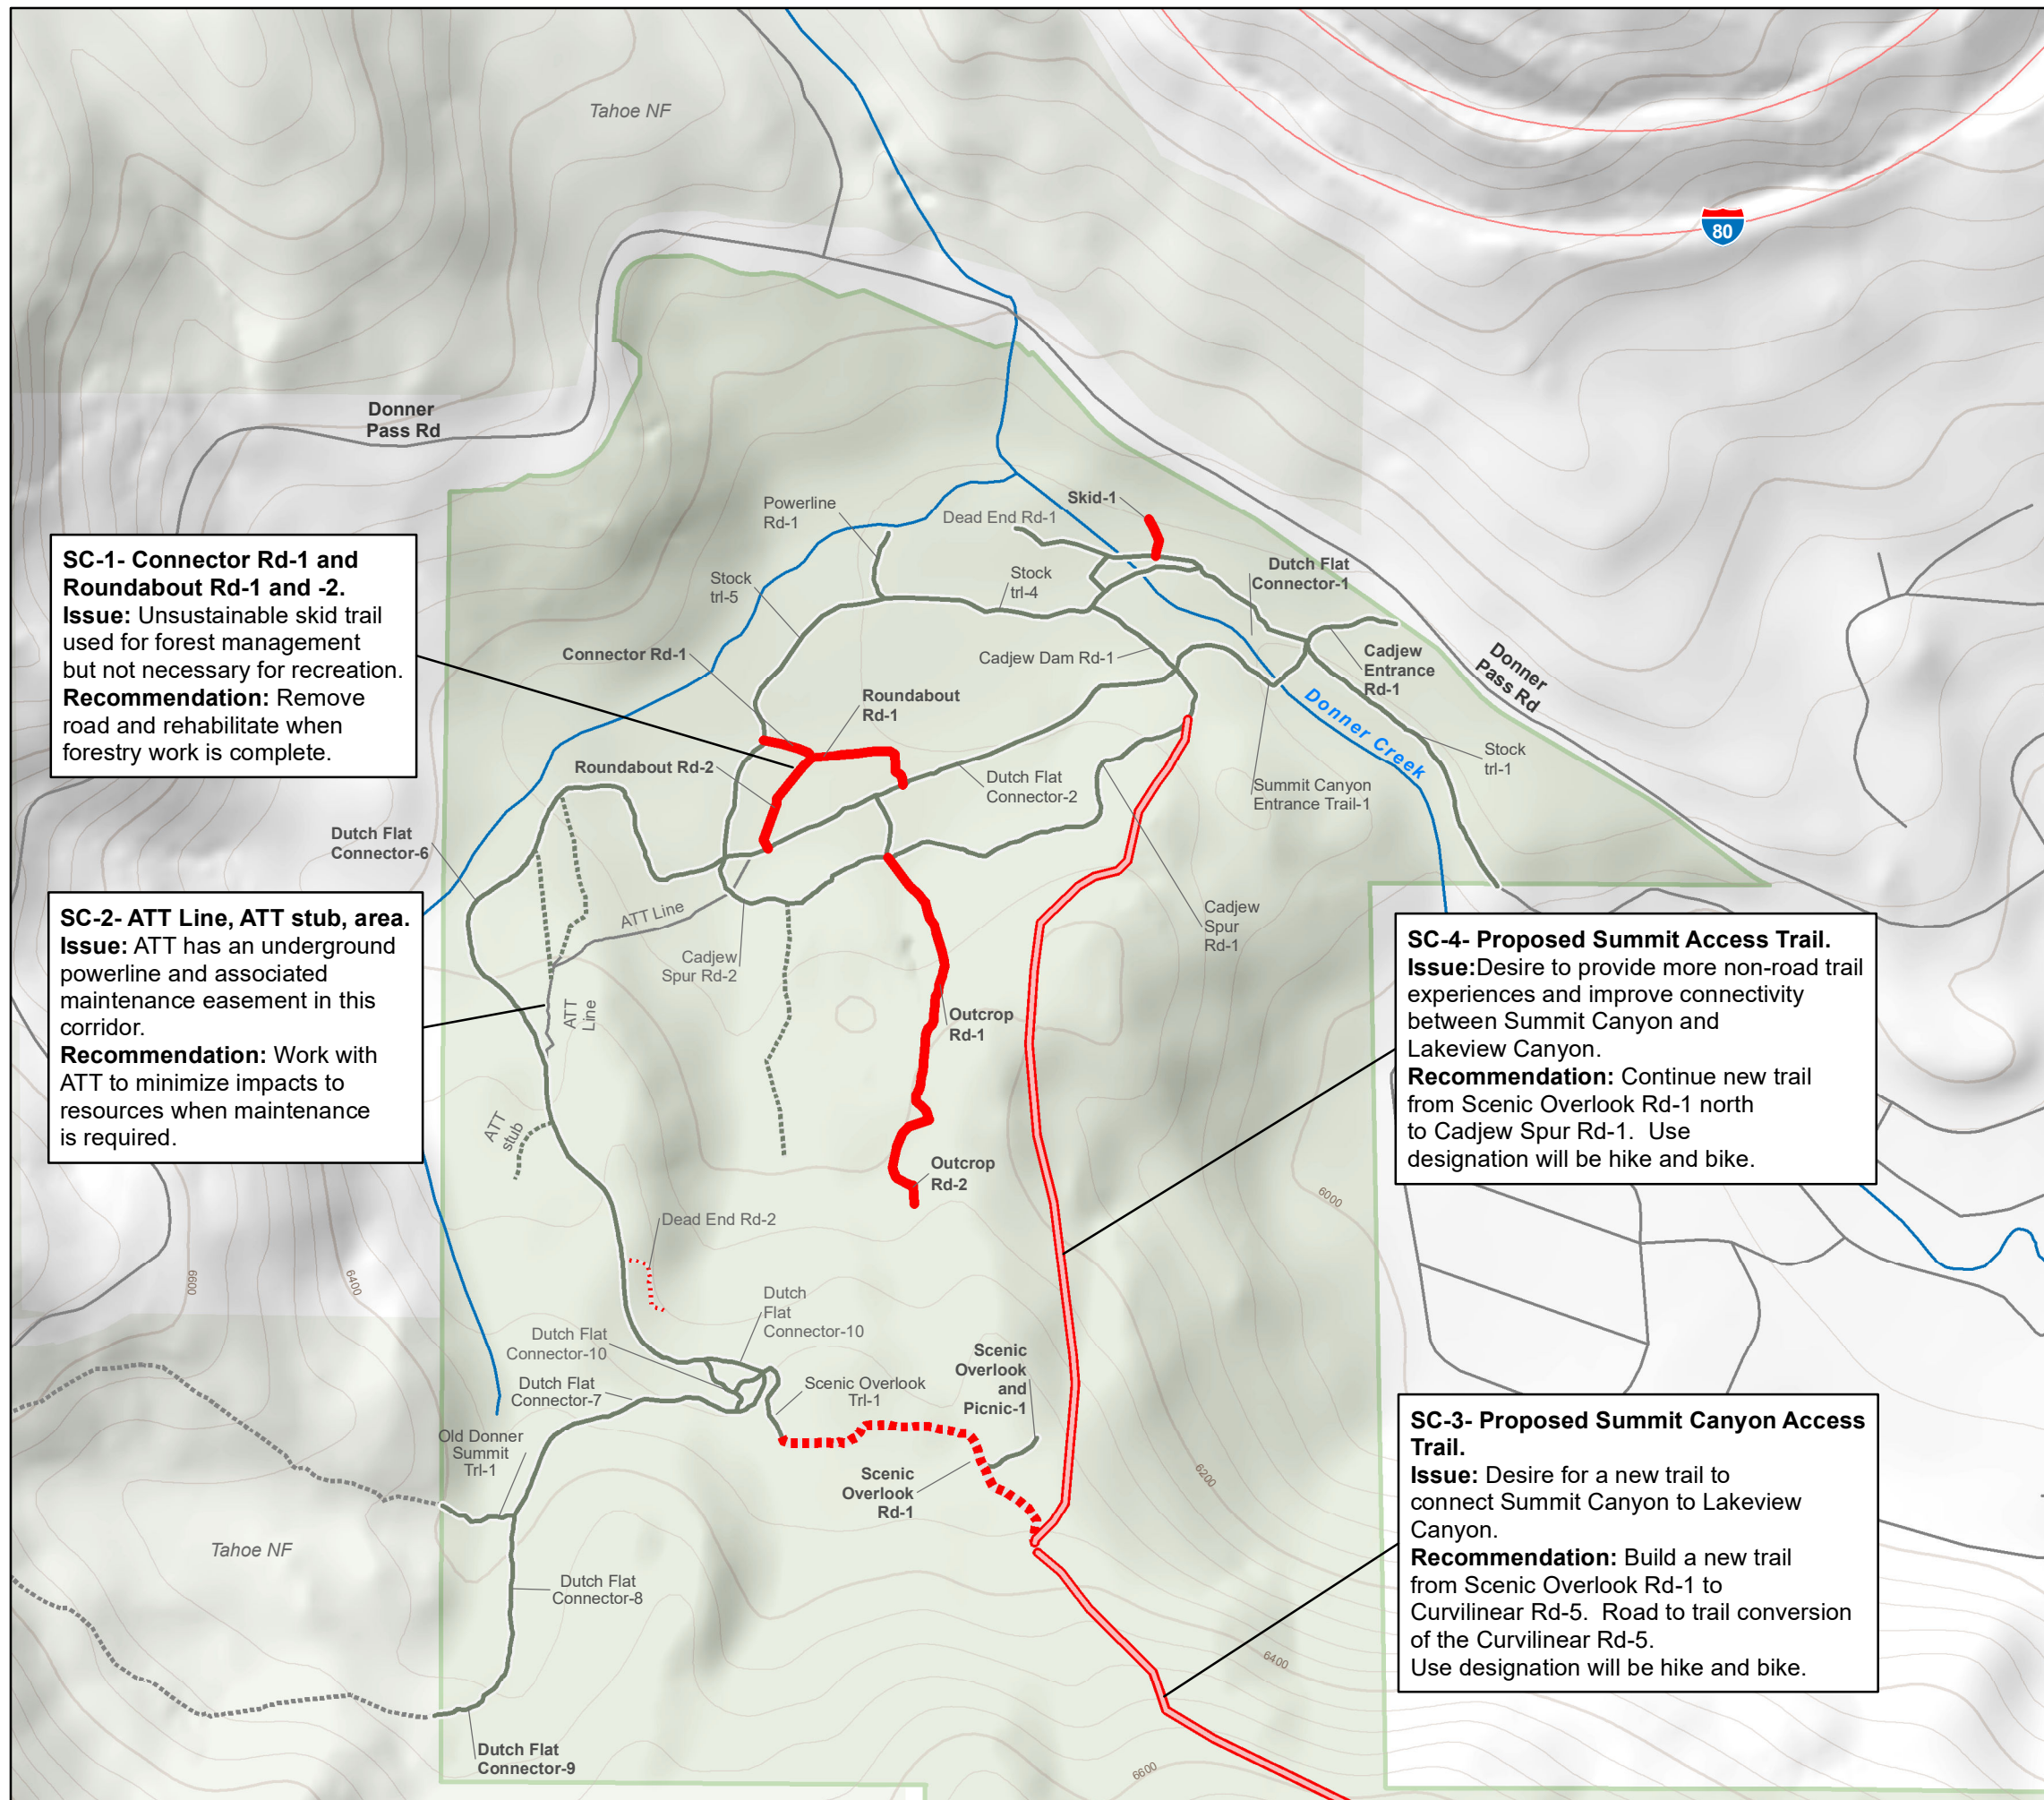 Tahoe NF
80
Donner
Pass Rd
Powerline
Rd-1
Dead End Rd-1
Skid-1
Dutch Flat
Connector-1
Stock
trl-5
Stock
trl-4
SC-1- Connector Rd-1 and
Roundabout Rd-1 and -2.
Issue: Unsustainable skid trail
used for forest management
but not necessary for recreation.
Recommendation: Remove
road and rehabilitate when
forestry work is complete.
Connector Rd-1
Cadjew Dam Rd-1
Cadjew
Entrance
Rd-1
Donner
Pass Rd
Roundabout
Rd-1
Donner Creek
Roundabout Rd-2
Dutch Flat
Connector-2
Summit Canyon
Entrance Trail-1
Stock
trl-1
Dutch Flat
Connector-6
ATT Line
Cadjew
Spur Rd-2
Cadjew
Spur
Rd-1
SC-2- ATT Line, ATT stub, area.
Issue: ATT has an underground
powerline and associated
maintenance easement in this
corridor.
Recommendation: Work with
ATT to minimize impacts to
resources when maintenance
is required.
ATT
Line
Outcrop
Rd-1
SC-4- Proposed Summit Access Trail.
Issue:Desire to provide more non-road trail
experiences and improve connectivity
between Summit Canyon and
Lakeview Canyon.
Recommendation: Continue new trail
from Scenic Overlook Rd-1 north
to Cadjew Spur Rd-1.  Use
designation will be hike and bike.
ATT
stub
Outcrop
Rd-2
6000
Dead End Rd-2
6600
6400
Dutch
Flat
Connector-10
Dutch Flat
Connector-10
Dutch Flat
Connector-7
Scenic Overlook
Trl-1
Scenic
Overlook
and
Picnic-1
Old Donner
Summit
Trl-1
Scenic
Overlook
Rd-1
6200
SC-3- Proposed Summit Canyon Access
Trail.
Issue: Desire for a new trail to
connect Summit Canyon to Lakeview
Canyon.
Recommendation: Build a new trail
from Scenic Overlook Rd-1 to
Curvilinear Rd-5.  Road to trail conversion
of the Curvilinear Rd-5.
Use designation will be hike and bike.
Tahoe NF
Dutch Flat
Connector-8
6400
Dutch Flat
Connector-9
6600